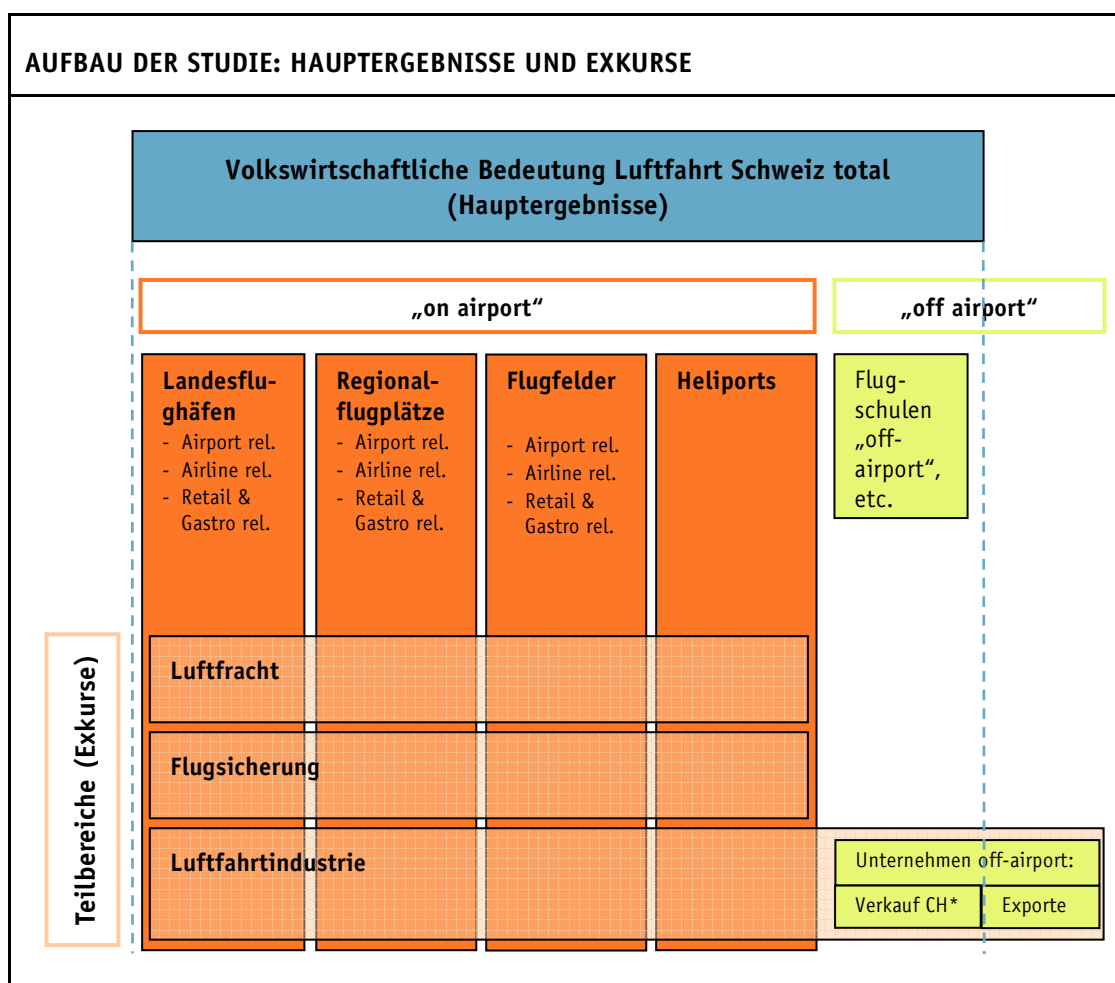 AUFBAU DER STUDIE: HAUPTERGEBNISSE UND EXKURSE
Volkswirtschaftliche Bedeutung Luftfahrt Schweiz total
(Hauptergebnisse)
„on airport“
„off airport“
Landesflu-
ghäfen
- Airport rel.
- Airline rel.
- Retail &
Gastro rel.
Regional-
flugplätze
- Airport rel.
- Airline rel.
- Retail &
Gastro rel.
Flugfelder
- Airport rel.
- Airline rel.
- Retail &
Gastro rel.
Heliports
Flug-
schulen
„off-
airport“,
etc.
Teilbereiche (Exkurse)
Luftfracht
Flugsicherung
Luftfahrtindustrie
Unternehmen off-airport:
Verkauf CH*
Exporte